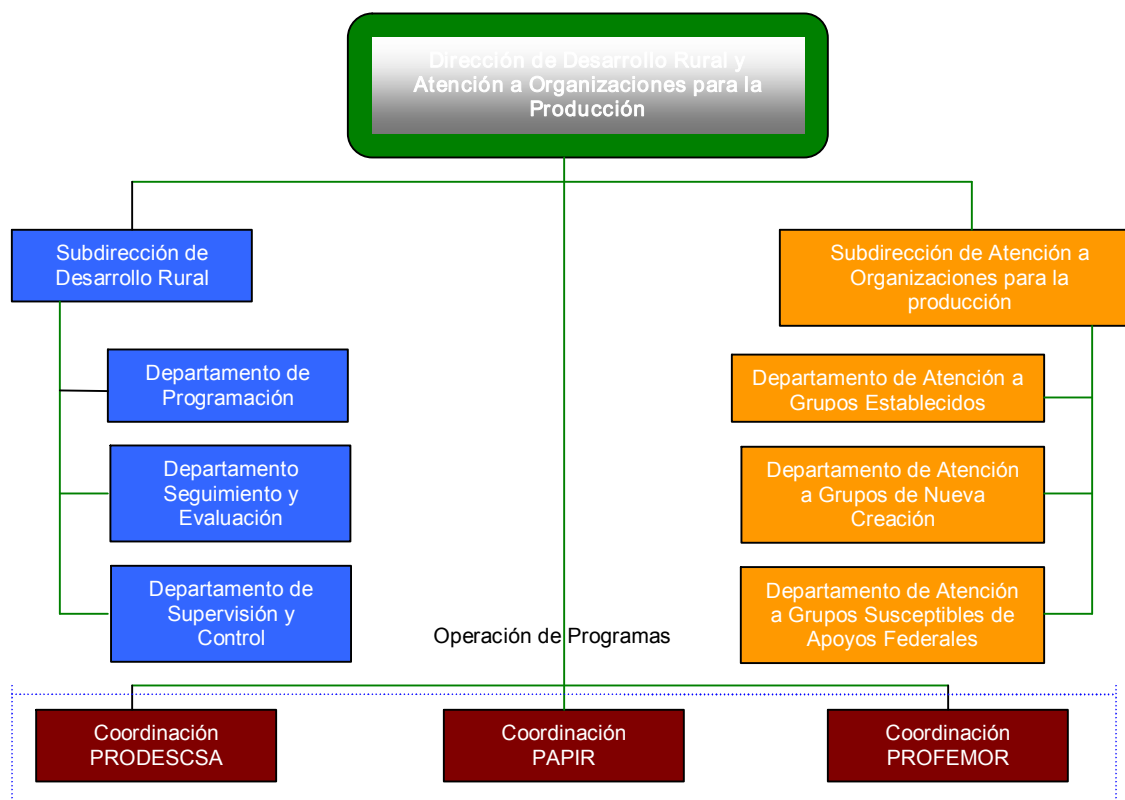 Dirección de Desarrollo Rural y
Atención a Organizaciones para la
Producción
Subdirección de
Desarrollo Rural
Subdirección de Atención a
Organizaciones para la
producción
Departamento de
Programación
Departamento de Atención a
Grupos Establecidos
Departamento
Seguimiento y
Evaluación
Departamento de Atención
a Grupos de Nueva
Creación
Departamento de
Supervisión y
Control
Departamento de Atención
a Grupos Susceptibles de
Apoyos Federales
Operación de Programas
Coordinación
PRODESCSA
Coordinación
PAPIR
Coordinación
PROFEMOR